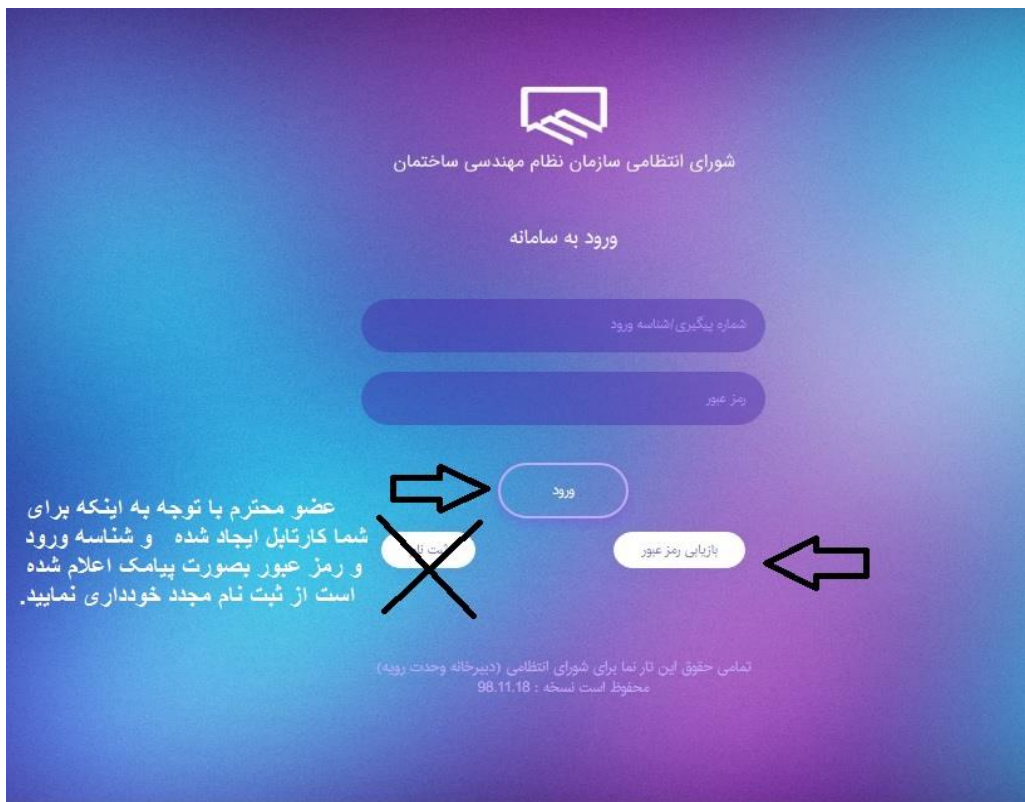 شورای انتظامی سازمان نظام مهندسی ساختمان
ورود به سامانه
شماره پیگیری/شناسه ورود
رمز عبور
ورود
بازیابی رمز عبور
ثبت
عضو محترم با توجه به اینکه برای
شما کارتابل ایجاد شده و شناسه ورود
و رمز عبور بصورت پیامک اعلام شده
است از ثبت نام مجدد خودداری نمایید.
تمامی حقوق این تار نما برای شورای انتظامی (دبیرخانه وحدت رویه)
محفوظ است نسخه : 98.11.18